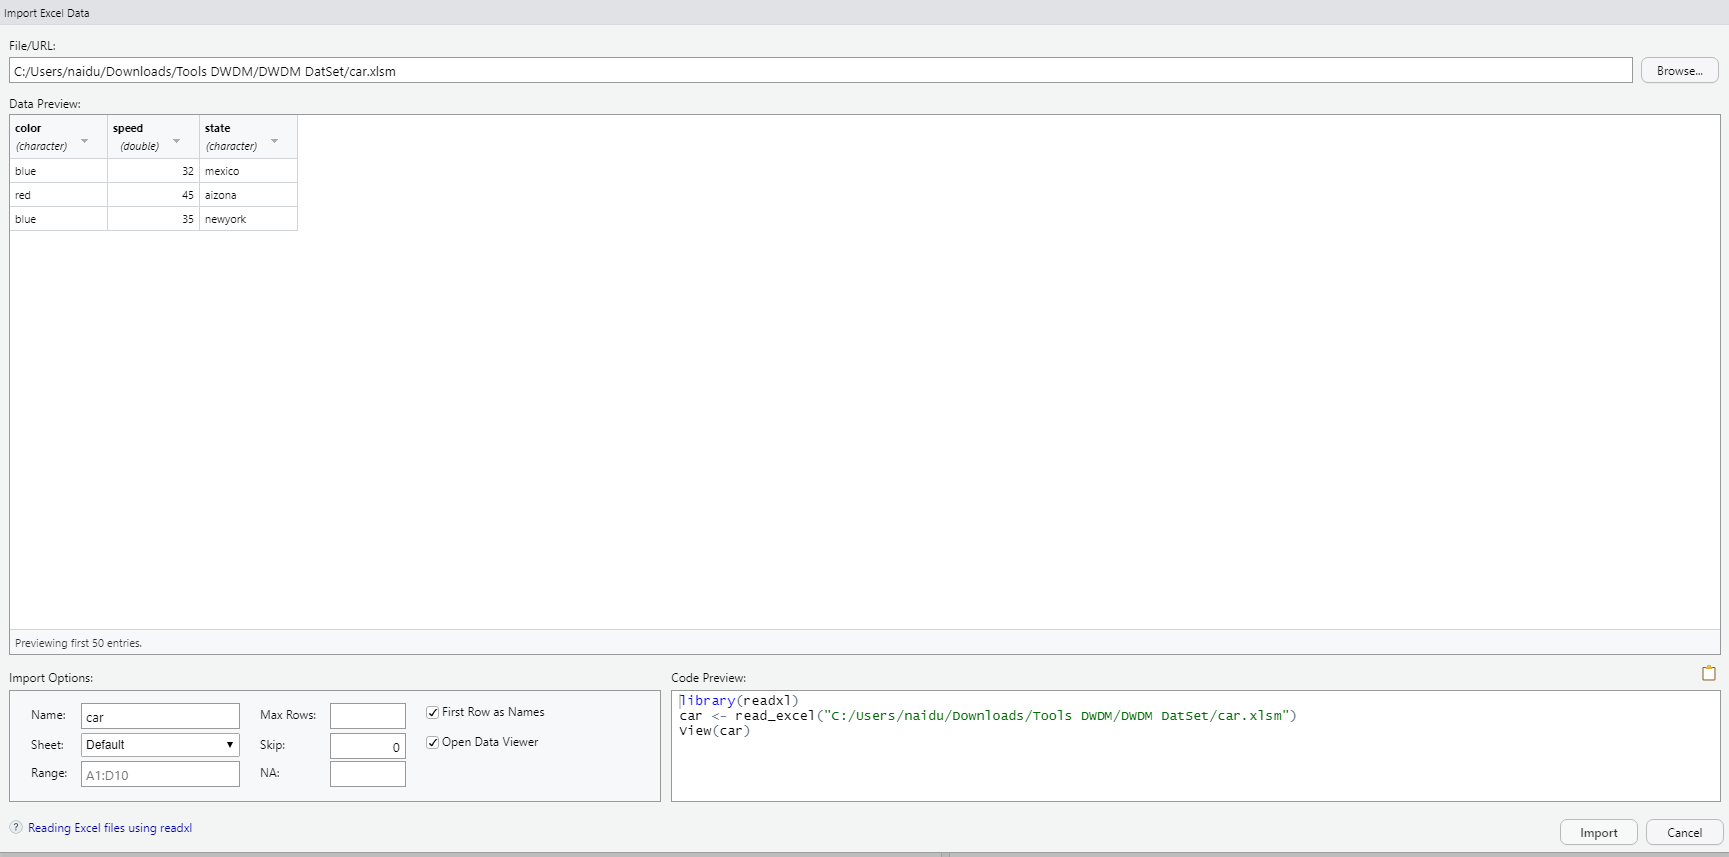 Import Excel Data
File/URL:
C:/Users/naidu/Downloads/Tools DWDM/DWDM DatSet/car.xlsm
Browse...
Data Preview:
color speed state
(character) (double) (character)
blue 32 mexico
red 45 aizona
blue 35 newyork
Previewing first 50 entries.
Import Options:
Name: car Max Rows: First Row as Names
Sheet: Default Skip: 0 Open Data Viewer
Range: A1:D10 NA:
Code Preview:
library(readxl)
car <- read_excel("C:/Users/naidu/Downloads/Tools DWDM/DWDM DatSet/car.xlsm")
View(car)
? Reading Excel files using readxl
Import Cancel